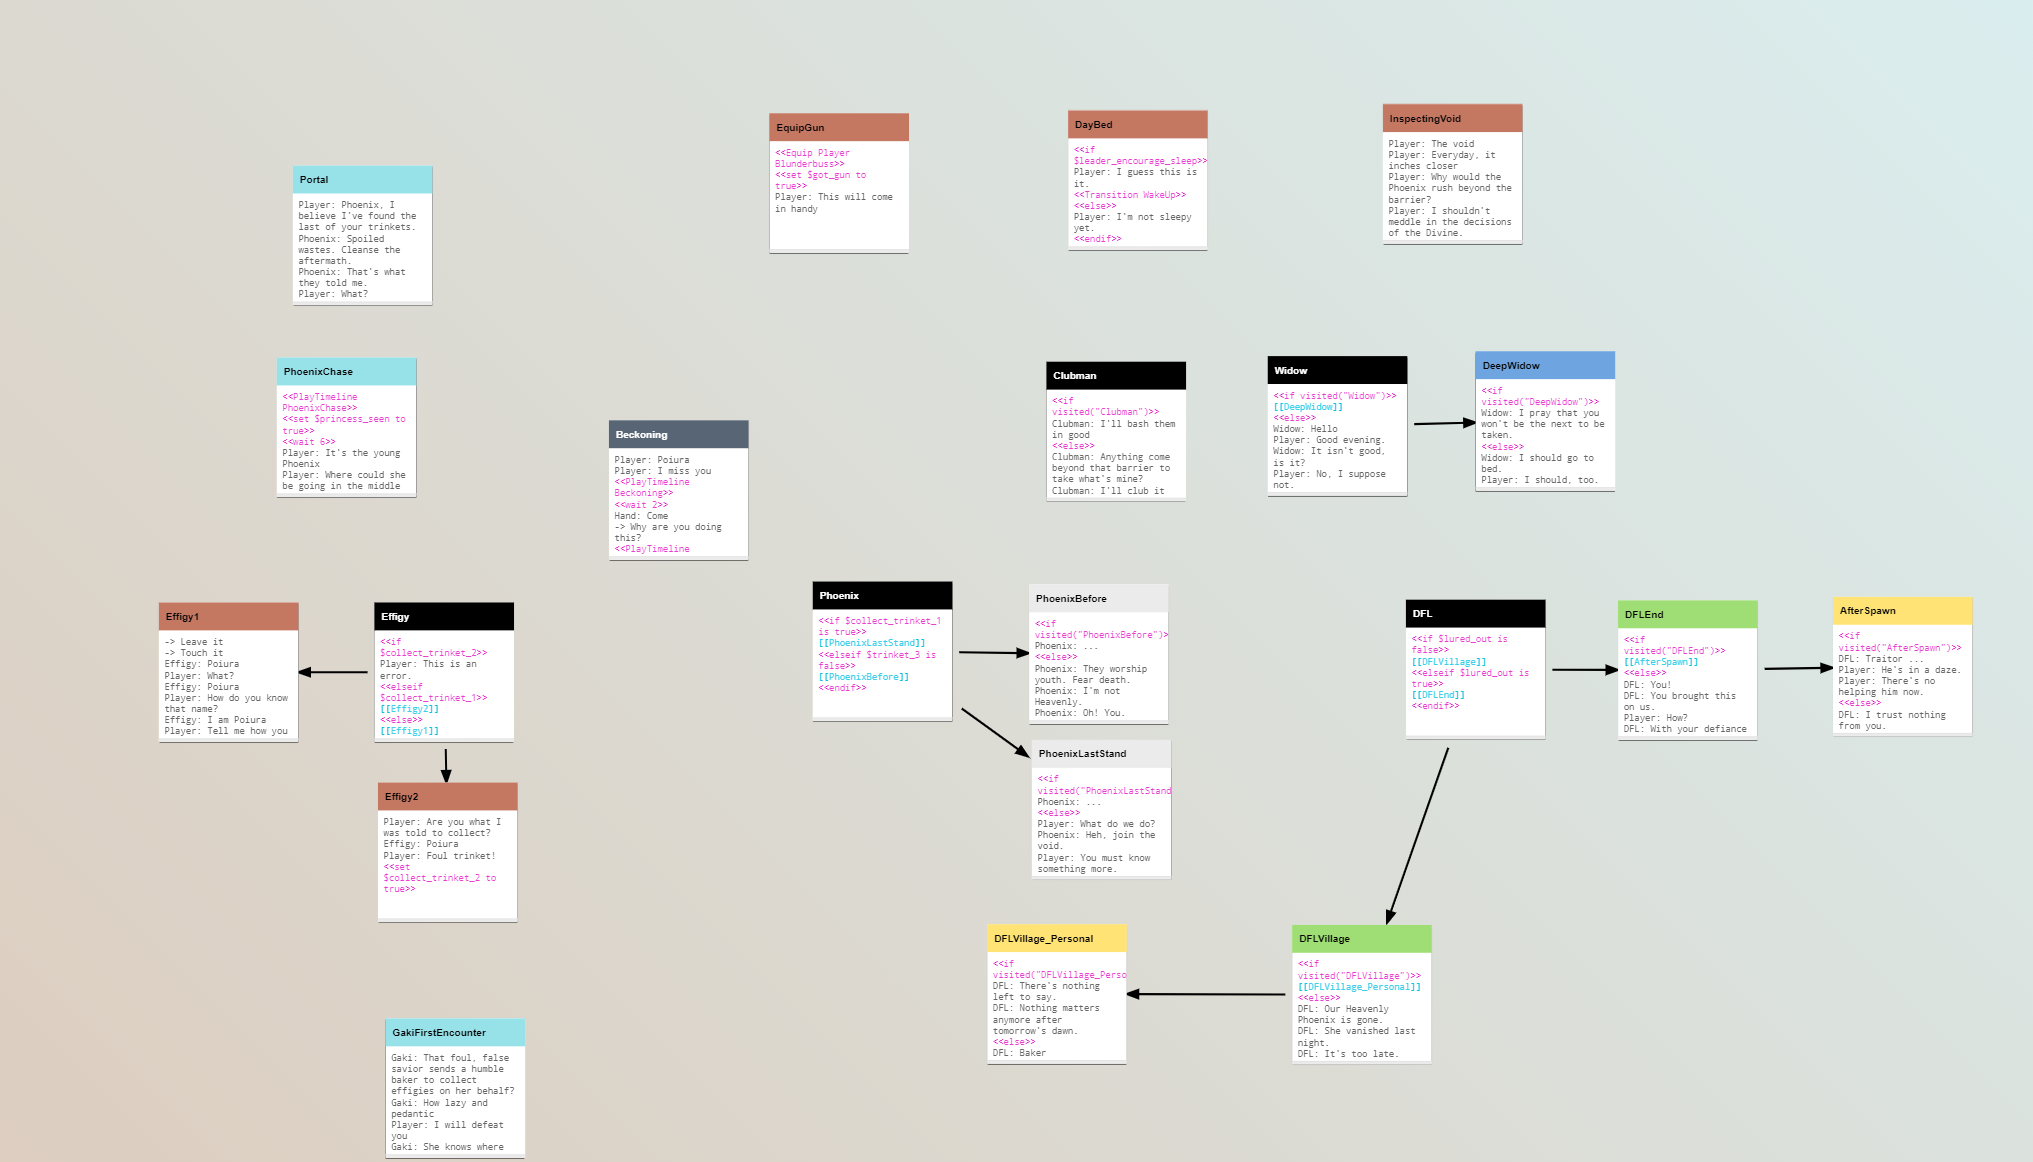 EquipGun
<<Equip Player
Blunderbuss>>
<<set $got_gun to
true>>
Player: This will come
in handy
DayBed
<<if
$leader_encourage_sleep>>
Player: I guess this is
it.
<<Transition WakeUp>>
<<else>>
Player: I'm not sleepy
yet.
<<endif>>
InspectingVoid
Player: The void
Player: Everyday, it
inches closer
Player: Why would the
Phoenix rush beyond the
barrier?
Player: I shouldn't
meddle in the decisions
of the Divine.
Portal
Player: Phoenix, I
believe I've found the
last of your trinkets.
Phoenix: Spoiled
wastes. Cleanse the
aftermath.
Phoenix: That's what
they told me.
Player: What?
PhoenixChase
<<PlayTimeline
PhoenixChase>>
<<set $princess_seen to
true>>
<<wait 6>>
Player: It's the young
Phoenix
Player: Where could she
be going in the middle
Beckoning
Player: Poiura
Player: I miss you
<<PlayTimeline
Beckoning>>
<<wait 2>>
Hand: Come
-> Why are you doing
this?
<<PlayTimeline
Clubman
<<if
visited("Clubman")>>
Clubman: I'll bash them
in good
<<else>>
Clubman: Anything come
beyond that barrier to
take what's mine?
Clubman: I'll club it
Widow
<<if visited("Widow")>>
[[DeepWidow]]
<<else>>
Widow: Hello
Player: Good evening.
Widow: It isn't good,
is it?
Player: No, I suppose
not.
DeepWidow
<<if
visited("DeepWidow")>>
Widow: I pray that you
won't be the next to be
taken.
<<else>>
Widow: I should go to
bed.
Player: I should, too.
Effigy1
-> Leave it
-> Touch it
Effigy: Poiura
Player: What?
Effigy: Poiura
Player: How do you know
that name?
Effigy: I am Poiura
Player: Tell me how you
Effigy
<<if
$collect_trinket_2>>
Player: This is an
error.
<<elseif
$collect_trinket_1>>
[[Effigy2]]
<<else>>
[[Effigy1]]
Phoenix
<<if $collect_trinket_1
is true>>
[[PhoenixLastStand]]
<<elseif $trinket_3 is
false>>
[[PhoenixBefore]]
<<endif>>
PhoenixBefore
<<if
visited("PhoenixBefore")>
Phoenix: ...
<<else>>
Phoenix: They worship
youth. Fear death.
Phoenix: I'm not
Heavenly.
Phoenix: Oh! You.
DFL
<<if $lured_out is
false>>
[[DFLVillage]]
<<elseif $lured_out is
true>>
[[DFLEnd]]
<<endif>>
DFLEnd
<<if
visited("DFLEnd")>>
[[AfterSpawn]]
<<else>>
DFL: You!
DFL: You brought this
on us.
Player: How?
DFL: With your defiance
AfterSpawn
<<if
visited("AfterSpawn")>>
DFL: Traitor ...
Player: He's in a daze.
Player: There's no
helping him now.
<<else>>
DFL: I trust nothing
from you.
Effigy2
Player: Are you what I
was told to collect?
Effigy: Poiura
Player: Foul trinket!
<<set
$collect_trinket_2 to
true>>
PhoenixLastStand
<<if
visited("PhoenixLastStand
Phoenix: ...
<<else>>
Player: What do we do?
Phoenix: Heh, join the
void.
Player: You must know
something more.
DFLVillage_Personal
<<if
visited("DFLVillage_Perso
DFL: There's nothing
left to say.
DFL: Nothing matters
anymore after
tomorrow's dawn.
<<else>>
DFL: Baker
DFLVillage
<<if
visited("DFLVillage")>>
[[DFLVillage_Personal]]
<<else>>
DFL: Our Heavenly
Phoenix is gone.
DFL: She vanished last
night.
DFL: It's too late.
GakiFirstEncounter
Gaki: That foul, false
savior sends a humble
baker to collect
effigies on her behalf?
Gaki: How lazy and
pedantic
Player: I will defeat
you
Gaki: She knows where